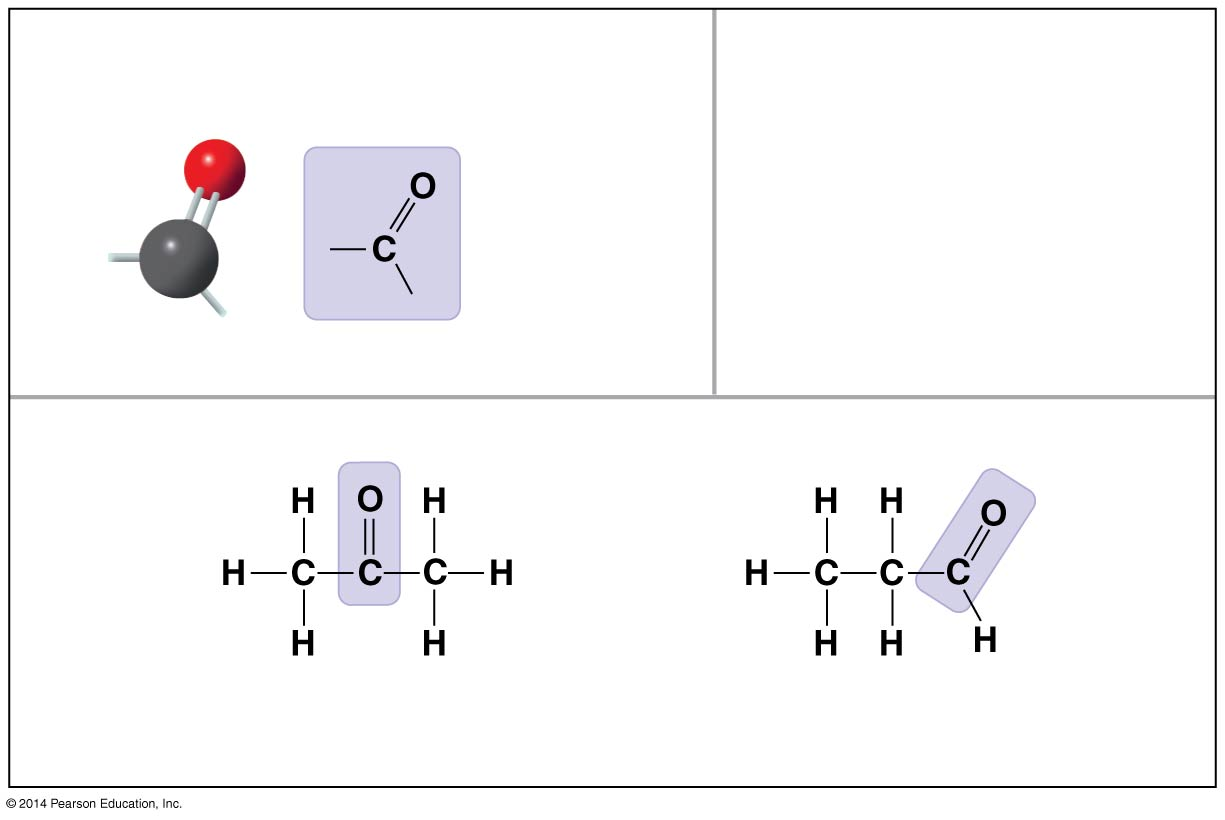 O
C
H O H O
H C C C H H C C C
H H H H H
© 2014 Pearson Education, Inc.